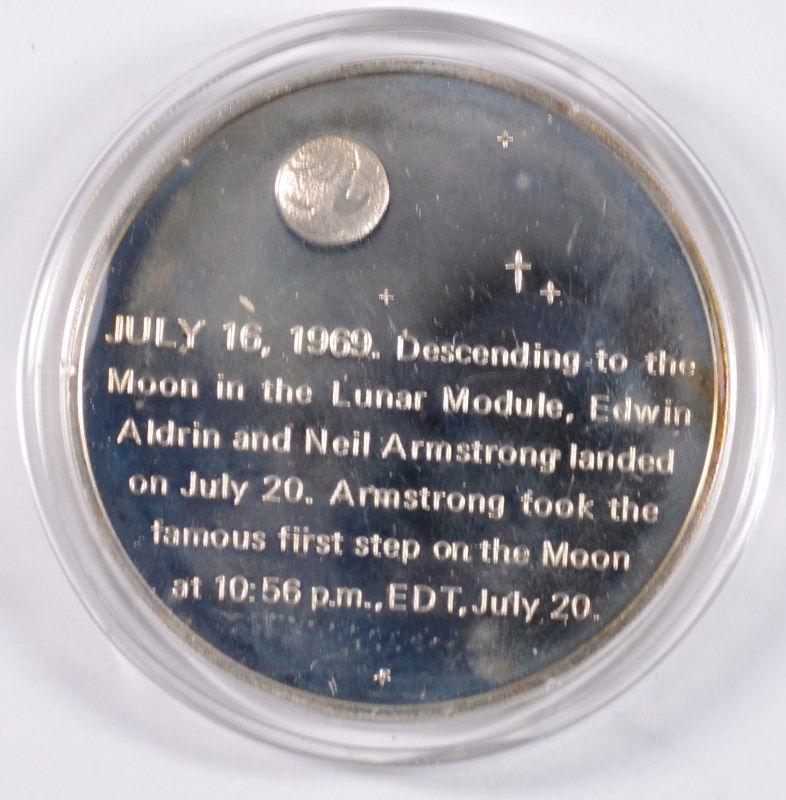 JULY 16, 1969. Descending to the
Moon in the Lunar Module, Edwin
Aldrin and Neil Armstrong landed
on July 20. Armstrong took the
famous first step on the Moon
at 10:56 p.m., EDT, July 20.